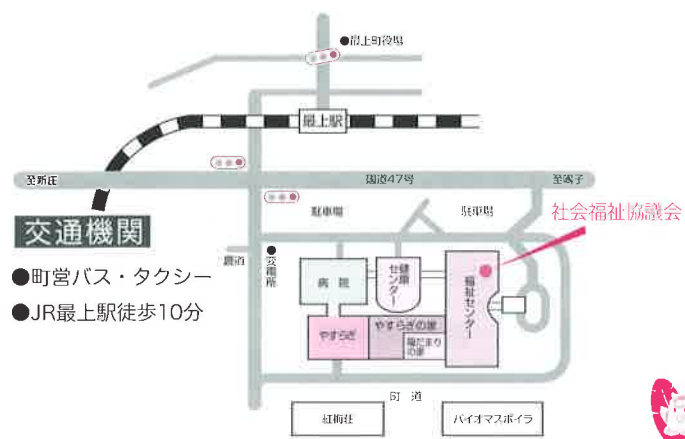 ●最上町役場
最上駅
至新庄
国道47号
至鳴子
駐車場
駐車場
社会福祉協議会
交通機関
●町営バス・タクシー
●JR最上駅徒歩10分
農道
●変電所
病院
健康センター
福祉センター
やすらぎ
やすらぎの家
陽だまりの家
町道
紅梅荘
バイオマスボイラ